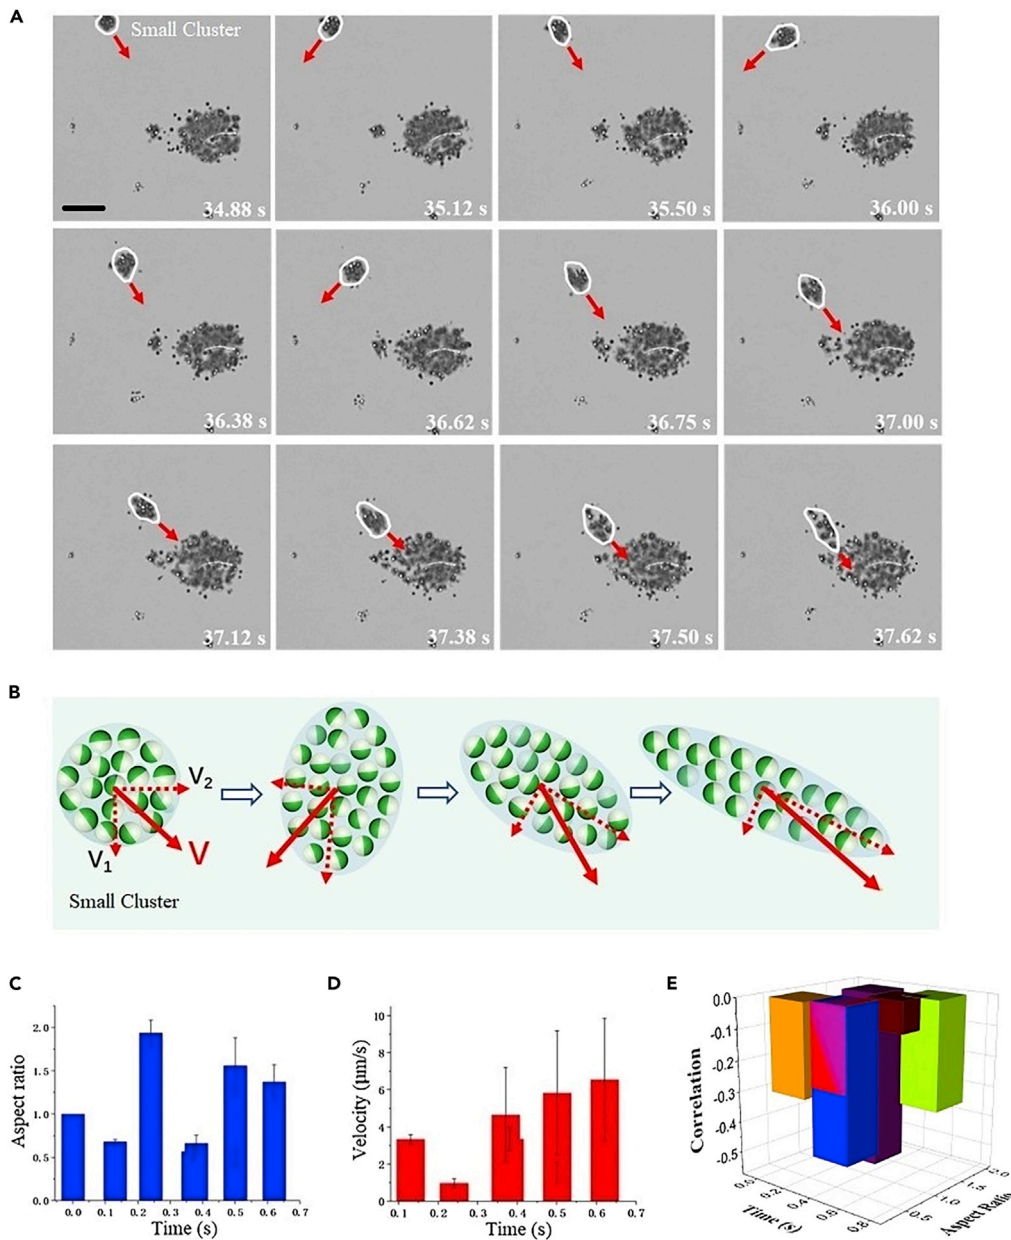 A
Small Cluster
34.88 s
35.12 s
35.50 s
36.00 s
36.38 s
36.62 s
36.75 s
37.00 s
37.12 s
37.38 s
37.50 s
37.62 s
B
V2
V1
V
Small Cluster
C
Aspect ratio
2.0
1.5
1.0
0.5
0.0
0.0 0.1 0.2 0.3 0.4 0.5 0.6 0.7
Time (s)
D
Velocity (μm/s)
10
8
6
4
2
0
0.1 0.2 0.3 0.4 0.5 0.6 0.7
Time (s)
E
Correlation
0.0
-0.1
-0.2
-0.3
-0.4
-0.5
0.0 0.2 0.4 0.6 0.8
Time (s)
0.5 1.0 1.5 2.0
Aspect Ratio